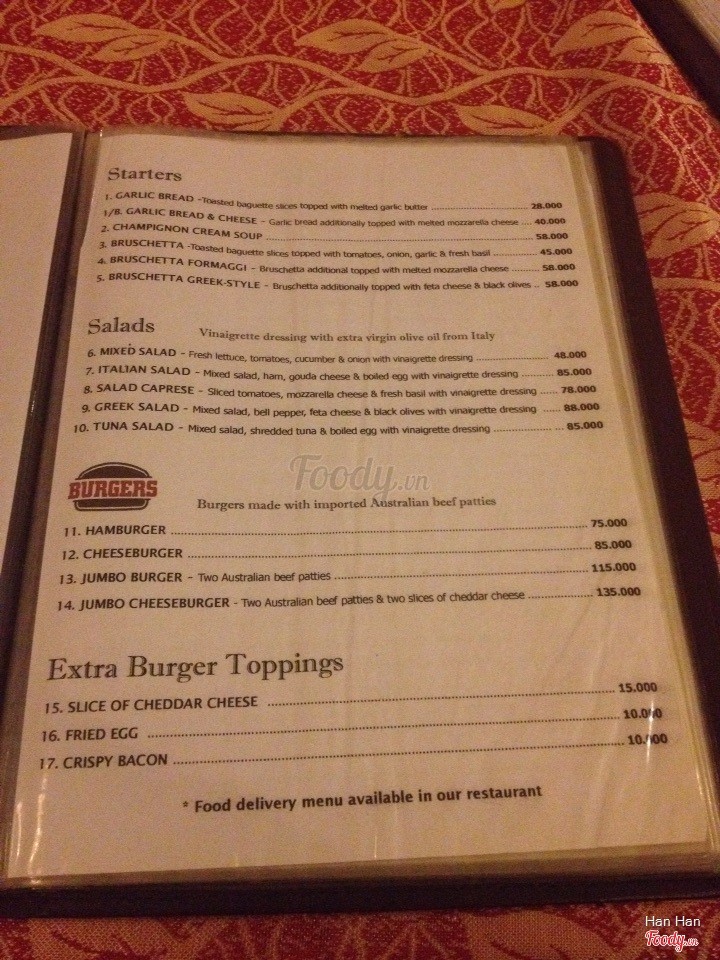 Starters
1. GARLIC BREAD -Toasted baguette slices topped with melted garlic butter 28.000
1/B. GARLIC BREAD & CHEESE - Garlic bread additionally topped with melted mozzarella cheese 40.000
2. CHAMPIGNON CREAM SOUP 58.000
3. BRUSCHETTA -Toasted baguette slices topped with tomatoes, onion, garlic & fresh basil 45.000
4. BRUSCHETTA FORMAGGI - Bruschetta additional topped with melted mozzarella cheese 58.000
5. BRUSCHETTA GREEK-STYLE - Bruschetta additionally topped with feta cheese & black olives 58.000
Salads Vinaigrette dressing with extra virgin olive oil from Italy
6. MIXED SALAD - Fresh lettuce, tomatoes, cucumber & onion with vinaigrette dressing 48.000
7. ITALIAN SALAD - Mixed salad, ham, gouda cheese & boiled egg with vinaigrette dressing 85.000
8. SALAD CAPRESE - Sliced tomatoes, mozzarella cheese & fresh basil with vinaigrette dressing 78.000
9. GREEK SALAD - Mixed salad, bell pepper, feta cheese & black olives with vinaigrette dressing 88.000
10. TUNA SALAD - Mixed salad, shredded tuna & boiled egg with vinaigrette dressing 85.000
Foody.vn
BURGERS Burgers made with imported Australian beef patties
11. HAMBURGER 75.000
12. CHEESEBURGER 85.000
13. JUMBO BURGER - Two Australian beef patties 115.000
14. JUMBO CHEESEBURGER - Two Australian beef patties & two slices of cheddar cheese 135.000
Extra Burger Toppings
15. SLICE OF CHEDDAR CHEESE 15.000
16. FRIED EGG 10.000
17. CRISPY BACON 10.000
* Food delivery menu available in our restaurant
Han Han
Foody.vn